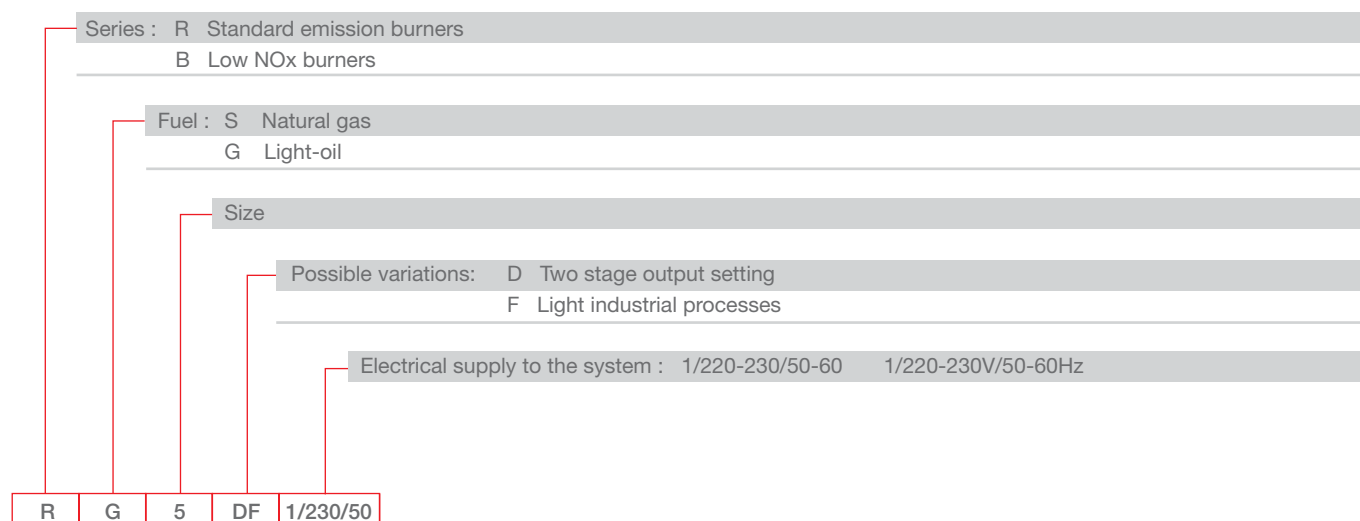 Series : R Standard emission burners
B Low NOx burners
Fuel : S Natural gas
G Light-oil
Size
Possible variations: D Two stage output setting
F Light industrial processes
Electrical supply to the system : 1/220-230/50-60 1/220-230V/50-60Hz
R G 5 DF 1/230/50